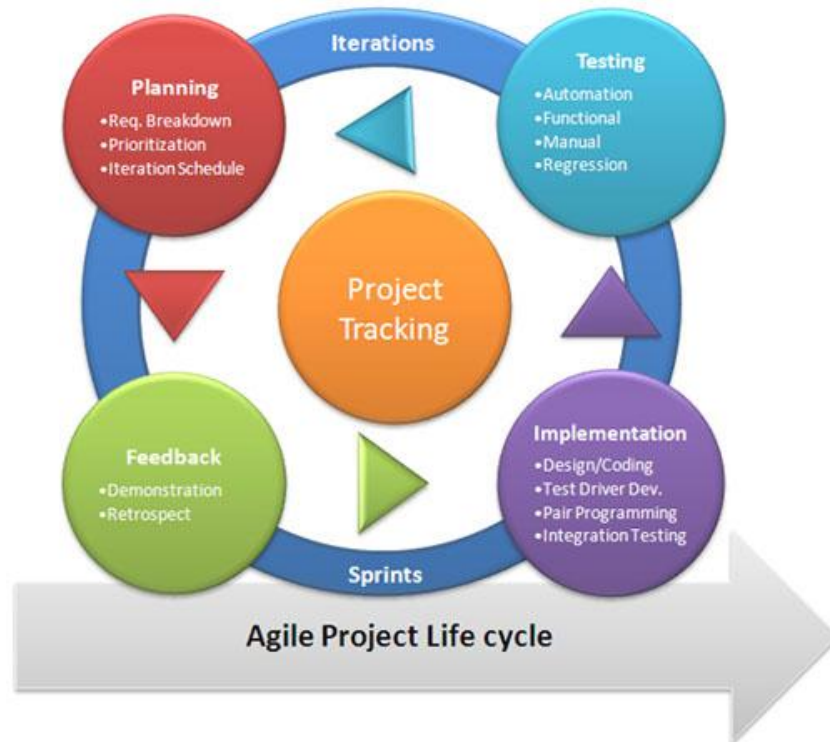 Iterations
Planning
•Req. Breakdown
•Prioritization
•Iteration Schedule
Testing
•Automation
•Functional
•Manual
•Regression
Project
Tracking
Feedback
•Demonstration
•Retrospect
Implementation
•Design/Coding
•Test Driver Dev.
•Pair Programming
•Integration Testing
Sprints
Agile Project Life cycle